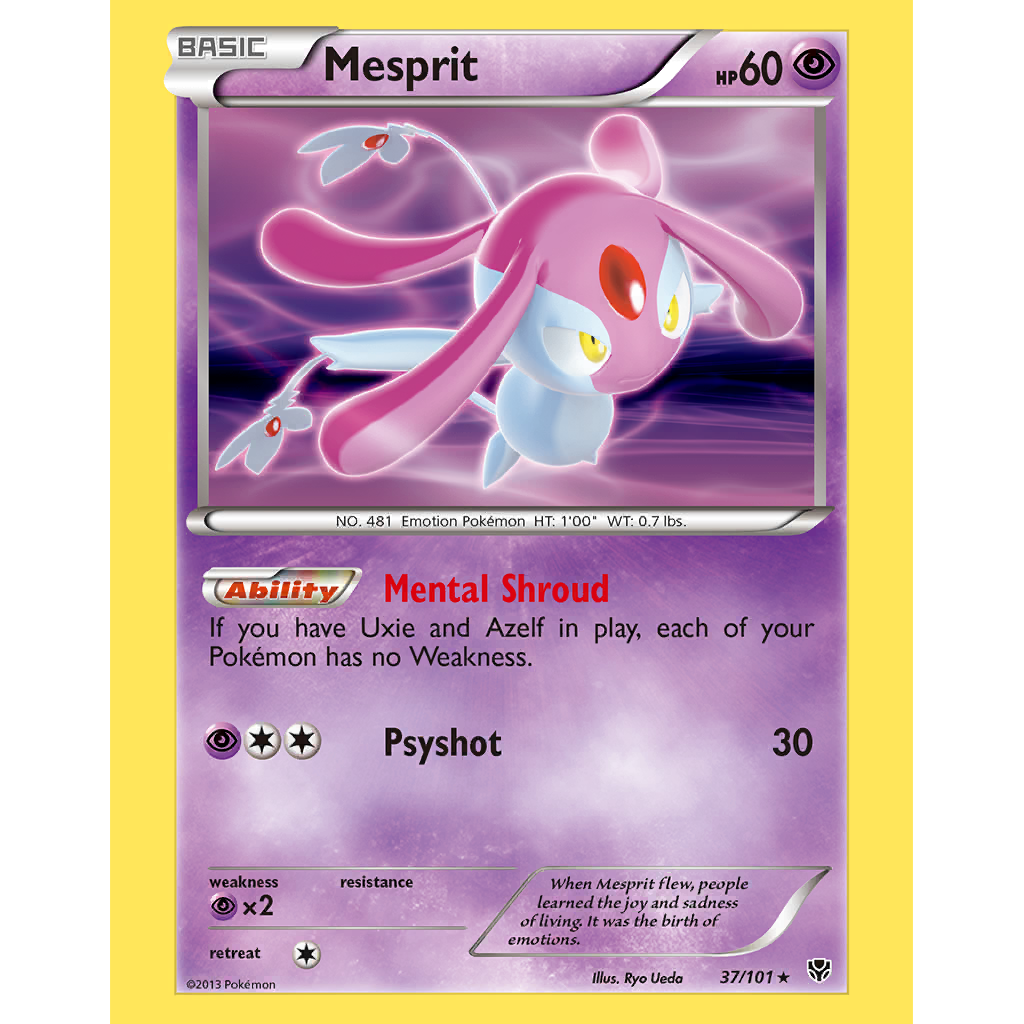 BASIC
Mesprit
HP60
NO. 481 Emotion Pokémon HT: 1'00" WT: 0.7 lbs.
Ability Mental Shroud
If you have Uxie and Azelf in play, each of your
Pokémon has no Weakness.
Psyshot 30
weakness resistance
×2
retreat
When Mesprit flew, people
learned the joy and sadness
of living. It was the birth of
emotions.
©2013 Pokémon
Illus. Ryo Ueda 37/101 ★